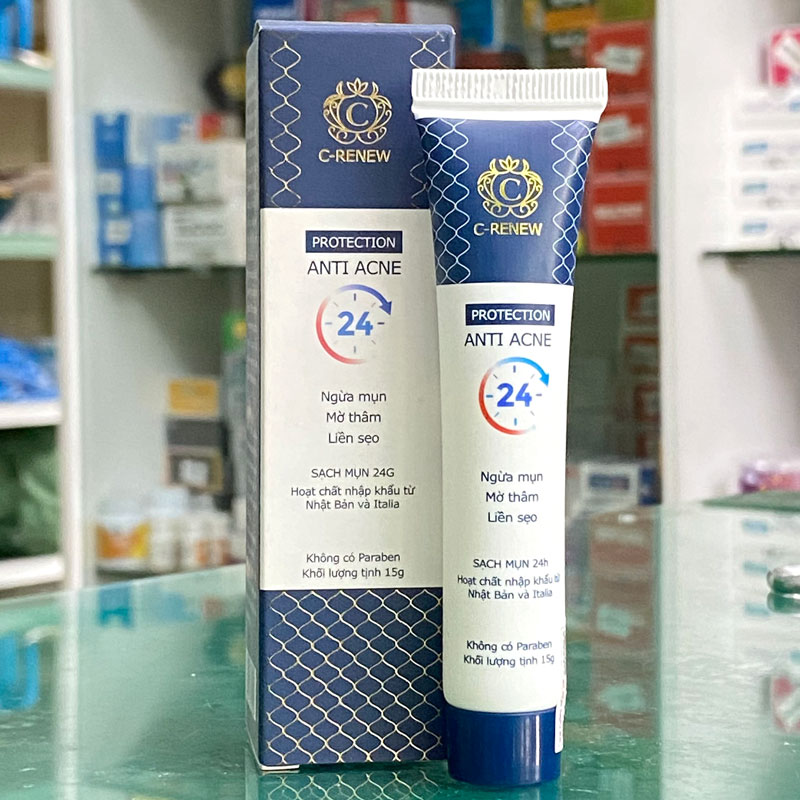 C
C-RENEW
PROTECTION
ANTI ACNE
24
Ngừa mụn
Mờ thâm
Liền sẹo
SẠCH MỤN 24G
Hoạt chất nhập khẩu từ
Nhật Bản và Italia
Không có Paraben
Khối lượng tịnh 15g
C
C-RENEW
PROTECTION
ANTI ACNE
24
Ngừa mụn
Mờ thâm
Liền sẹo
SẠCH MỤN 24h
Hoạt chất nhập khẩu từ
Nhật Bản và Italia
Không có Paraben
Khối lượng tịnh 15g